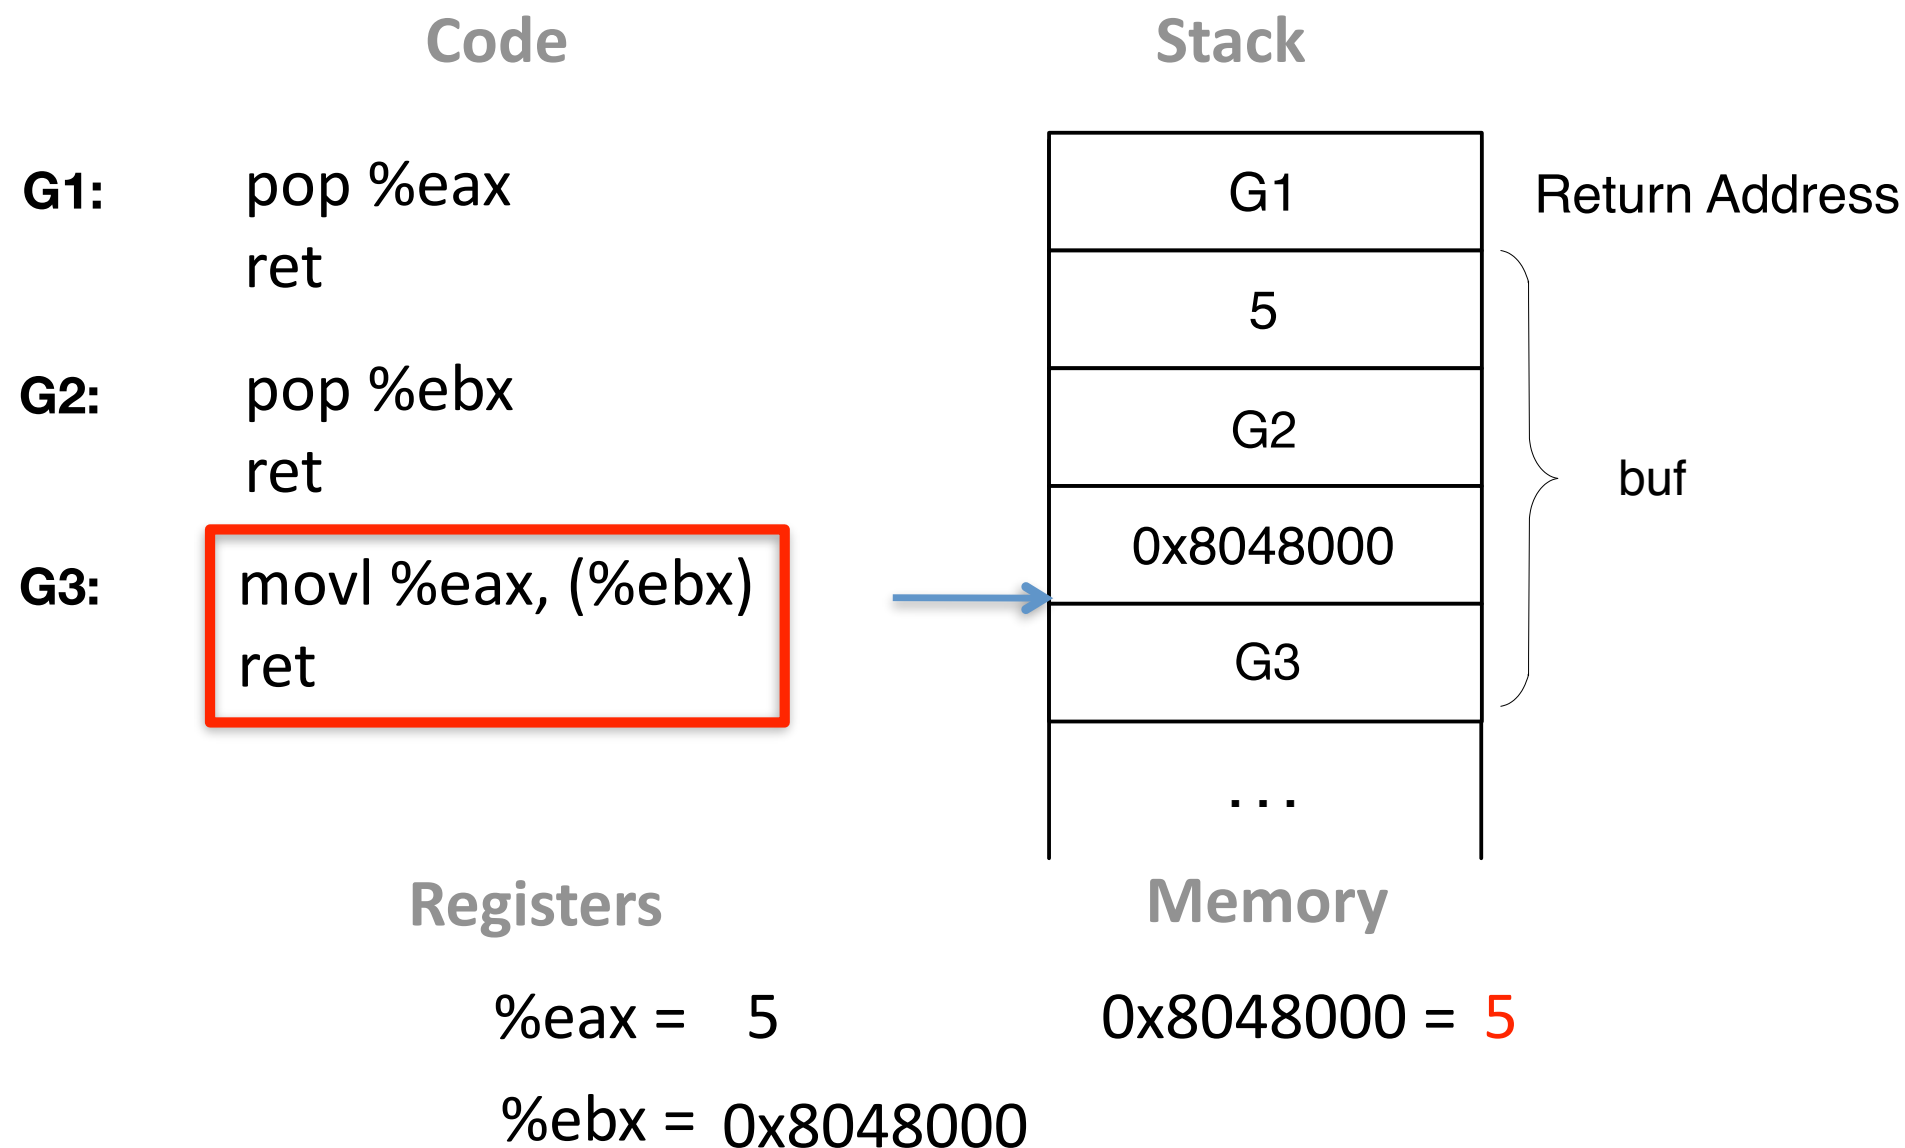 Code
Stack
G1: pop %eax
ret
G2: pop %ebx
ret
G3: movl %eax, (%ebx)
ret
G1
Return Address
5
G2
0x8048000
G3
buf
...
Registers
Memory
%eax = 5
0x8048000 = 5
%ebx = 0x8048000